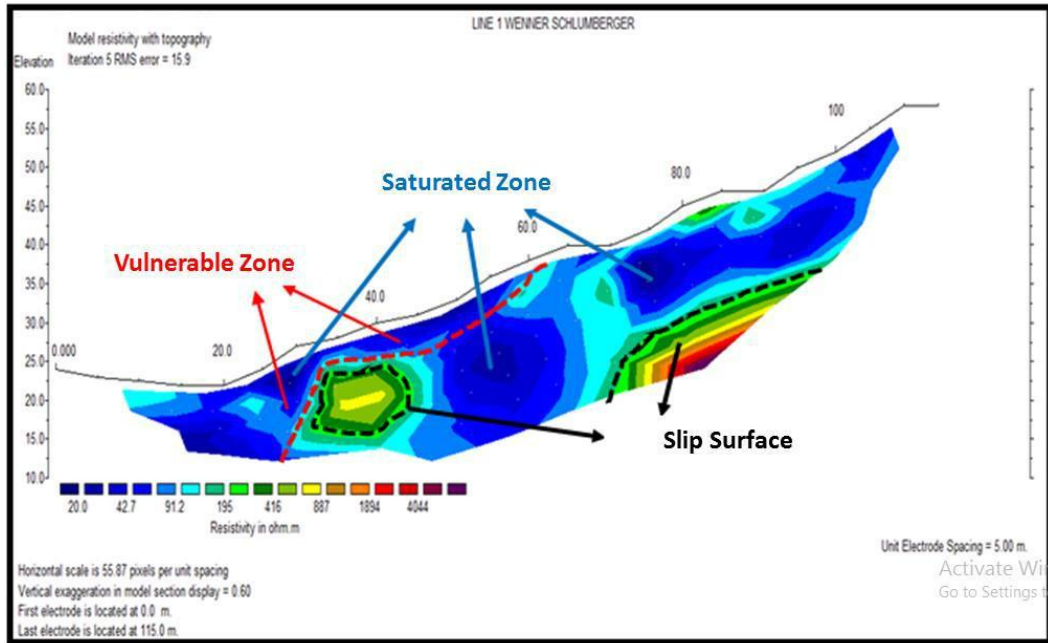 LINE 1 WENNER SCHLUMBERGER
Model resistivity with topography
Elevation Iteration 5 RMS error = 15.9
60.0
55.0
50.0
45.0
40.0
35.0
30.0
25.0
20.0
15.0
10.0
100
80.0
Saturated Zone
60.0
Vulnerable Zone
40.0
0.000
20.0
Slip Surface
20.0 42.7 91.2 195 416 887 1894 4044
Resistivity in ohm.m
Unit Electrode Spacing = 5.00 m.
Horizontal scale is 55.87 pixels per unit spacing
Vertical exaggeration in model section display = 0.60
First electrode is located at 0.0 m.
Last electrode is located at 115.0 m.
Activate Wi
Go to Settings t